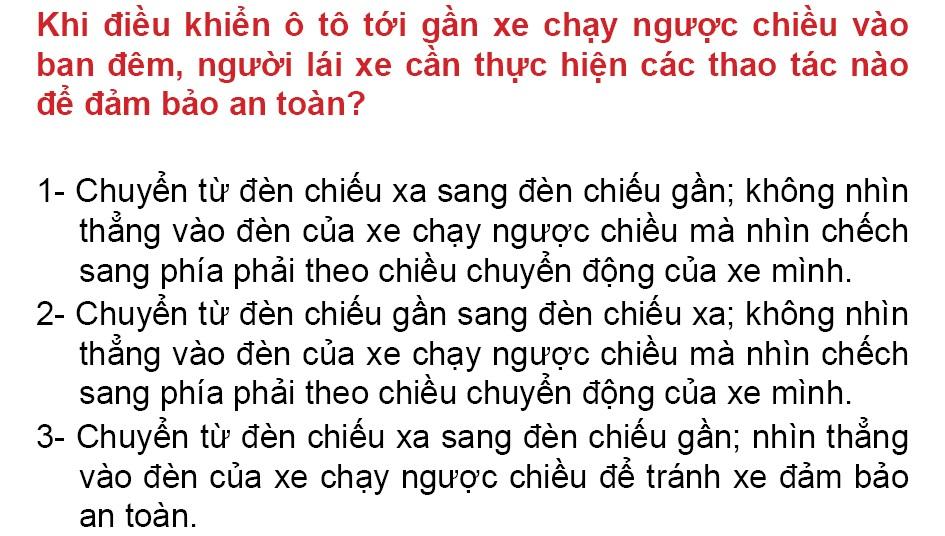 Khi điều khiển ô tô tới gần xe chạy ngược chiều vào
ban đêm, người lái xe cần thực hiện các thao tác nào
để đảm bảo an toàn?
1- Chuyển từ đèn chiếu xa sang đèn chiếu gần; không nhìn
thẳng vào đèn của xe chạy ngược chiều mà nhìn chếch
sang phía phải theo chiều chuyển động của xe mình.
2- Chuyển từ đèn chiếu gần sang đèn chiếu xa; không nhìn
thẳng vào đèn của xe chạy ngược chiều mà nhìn chếch
sang phía phải theo chiều chuyển động của xe mình.
3- Chuyển từ đèn chiếu xa sang đèn chiếu gần; nhìn thẳng
vào đèn của xe chạy ngược chiều để tránh xe đảm bảo
an toàn.